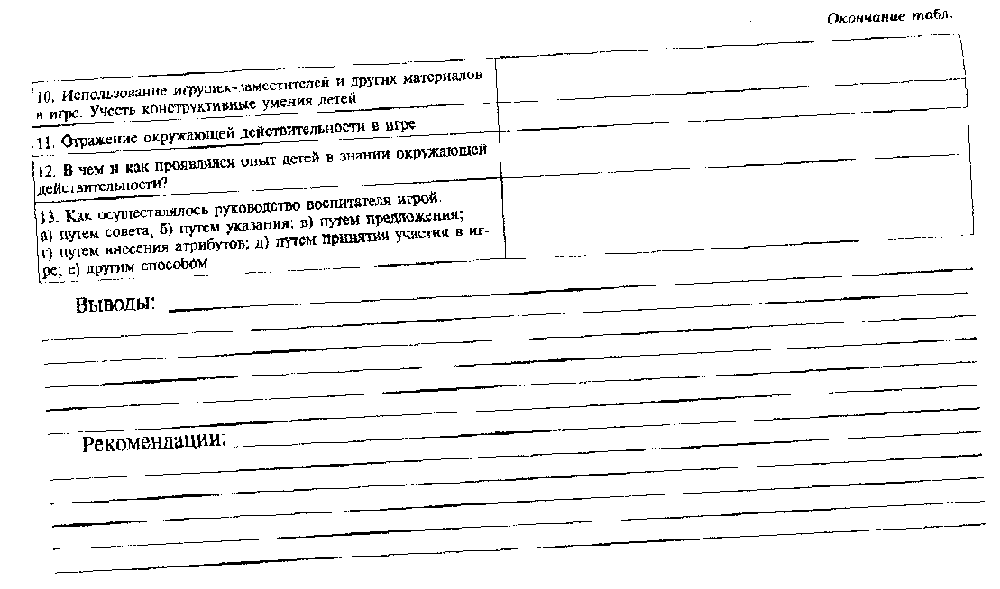 Окончание табл.
10. Использование игрушек-заместителей и других материалов
в игре. Учесть конструктивные умения детей
11. Отражение окружающей действительности в игре
12. В чем и как проявлялся опыт детей в знании окружающей
действительности?
13. Как осуществлялось руководство воспитателя игрой:
а) путем совета; б) путем указания; в) путем предложения;
г) путем внесения атрибутов; д) путем принятия участия в иг-
ре; е) другим способом
Выводы:
Рекомендации: